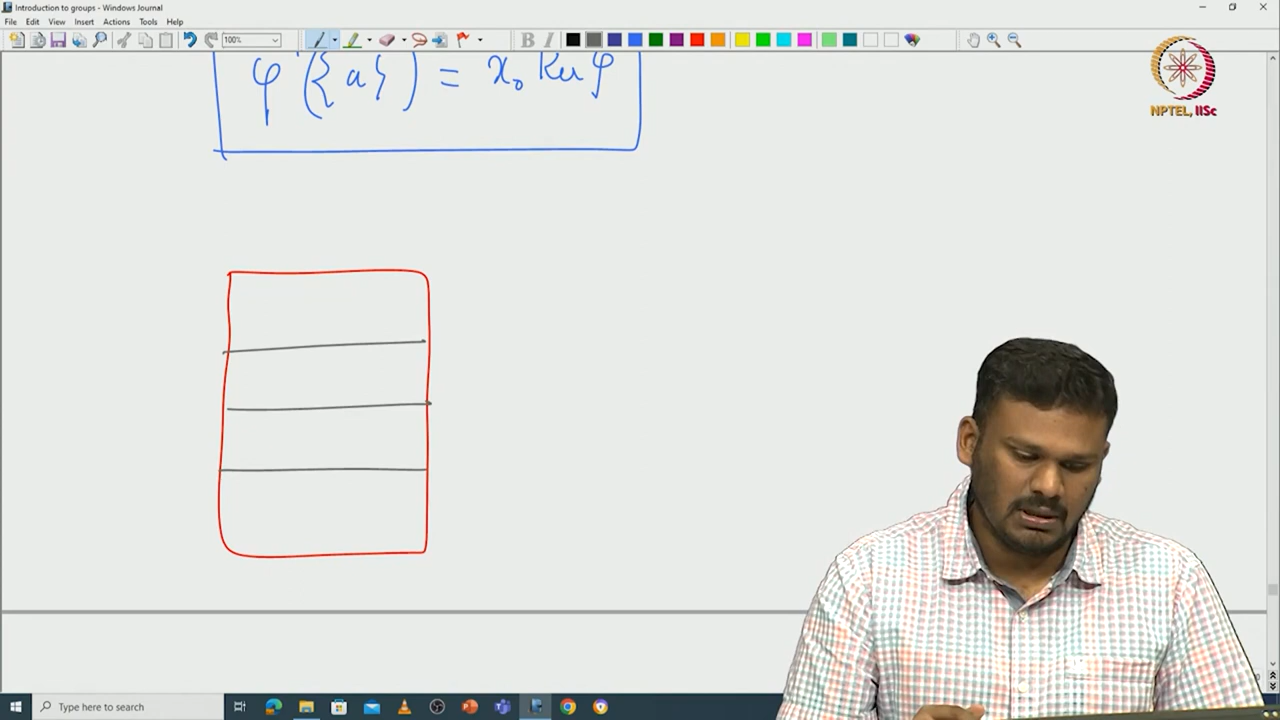 Introduction to groups - Windows Journal
File Edit View Insert Actions Tools Help
100% B I
NPTEL, IISc
φ⁻¹({a}) = x₀ Ker φ
Type here to search